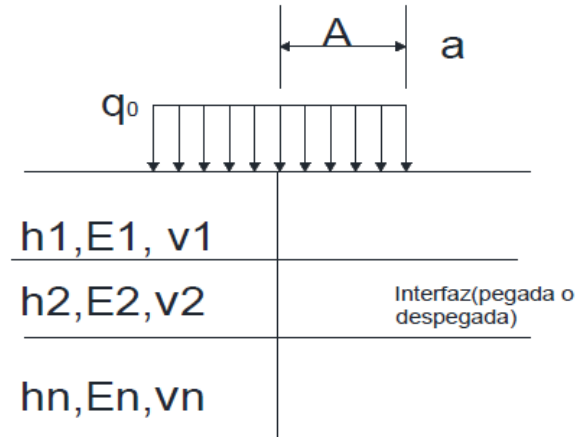 A
a
q0
h1,E1, v1
h2,E2,v2
Interfaz(pegada o
despegada)
hn,En,vn